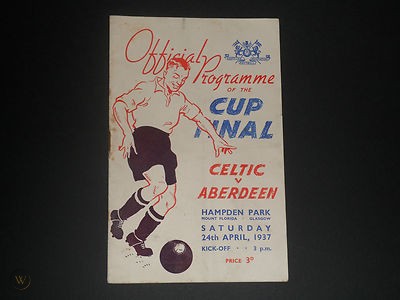 Official
Programme
OF THE
CUP
FINAL
CELTIC
v
ABERDEEN
HAMPDEN PARK
MOUNT FLORIDA GLASGOW
SATURDAY
24TH APRIL, 1937
KICK-OFF 3 p.m.
PRICE 3D